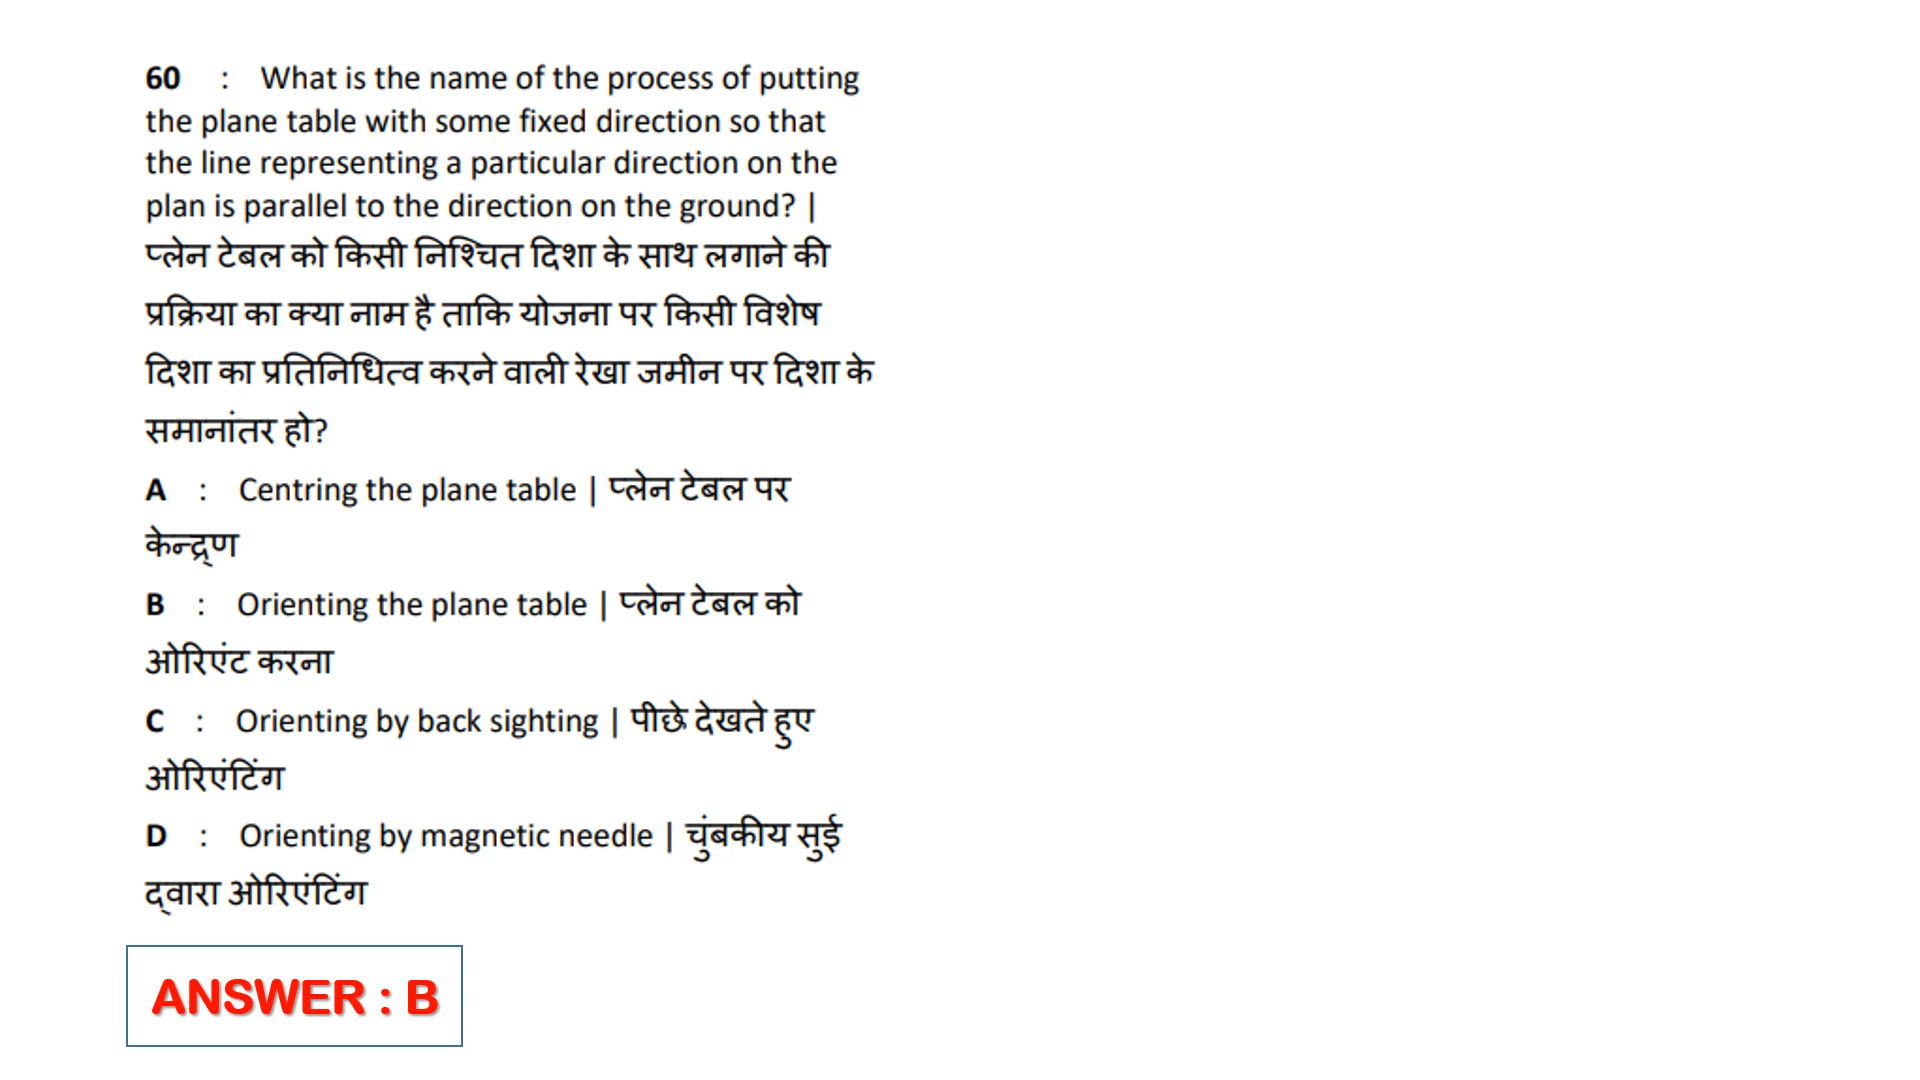 60 : What is the name of the process of putting
the plane table with some fixed direction so that
the line representing a particular direction on the
plan is parallel to the direction on the ground? |
प्लेन टेबल को किसी निश्चित दिशा के साथ लगाने की
प्रक्रिया का क्या नाम है ताकि योजना पर किसी विशेष
दिशा का प्रतिनिधित्व करने वाली रेखा जमीन पर दिशा के
समानांतर हो?
A : Centring the plane table | प्लेन टेबल पर
केन्द्र्ण
B : Orienting the plane table | प्लेन टेबल को
ओरिएंट करना
C : Orienting by back sighting | पीछे देखते हुए
ओरिएंटिंग
D : Orienting by magnetic needle | चुंबकीय सुई
द्वारा ओरिएंटिंग
ANSWER : B